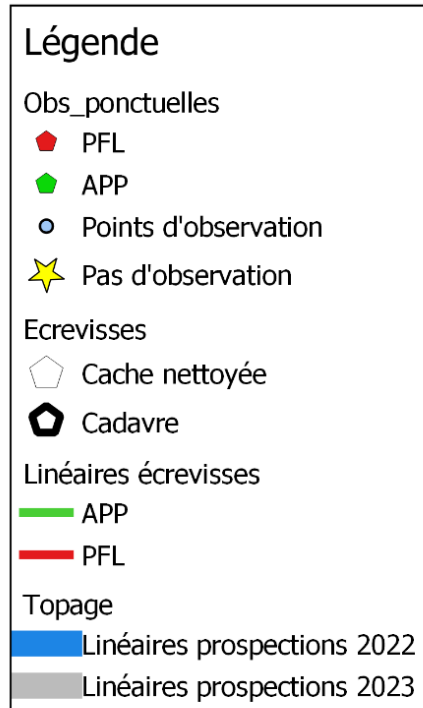 Légende
Obs_ponctuelles
PFL
APP
Points d'observation
Pas d'observation
Ecrevisses
Cache nettoyée
Cadavre
Linéaires écrevisses
APP
PFL
Topage
Linéaires prospections 2022
Linéaires prospections 2023